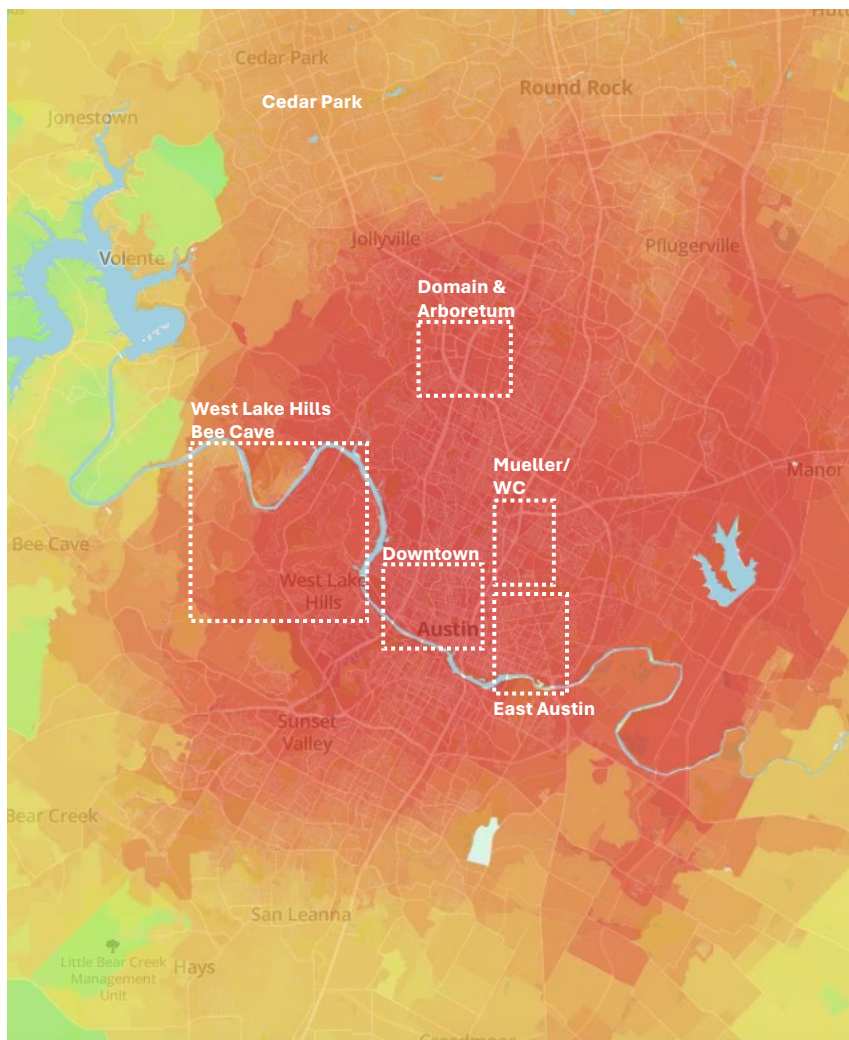 Cedar Park
Cedar Park
Round Rock
Jonestown
Jollyville
Pflugerville
Volente
Domain &
Arboretum
West Lake Hills
Bee Cave
Mueller/
WC
Manor
Bee Cave
Downtown
West Lake
Hills
Austin
East Austin
Sunset
Valley
Bear Creek
San Leanna
Little Bear Creek
Management
Unit
Hays